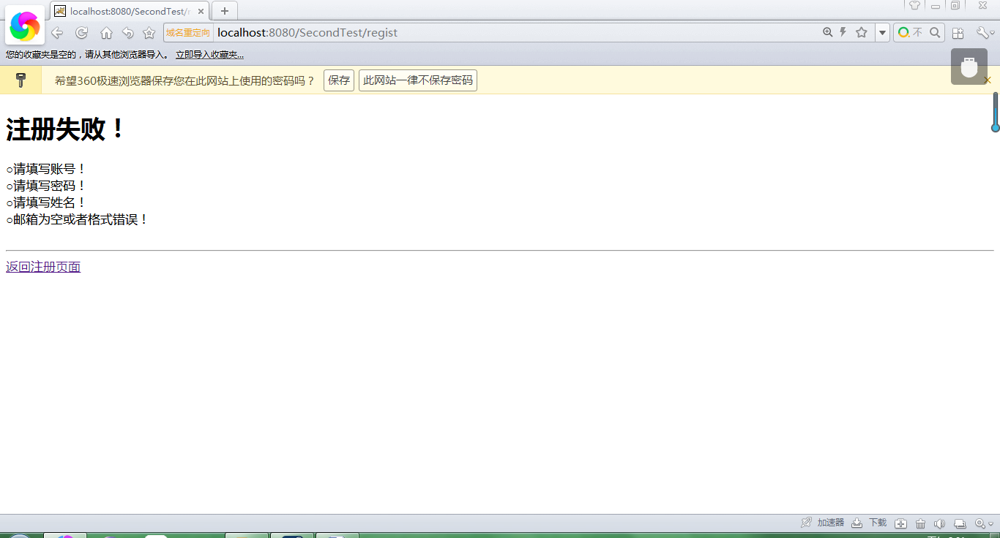 localhost:8080/SecondTest/r
域名重定向 localhost:8080/SecondTest/regist
不
您的收藏夹是空的，请从其他浏览器导入。 立即导入收藏夹...
希望360极速浏览器保存您在此网站上使用的密码吗？ 保存 此网站一律不保存密码
注册失败！
○请填写账号！
○请填写密码！
○请填写姓名！
○邮箱为空或者格式错误！
返回注册页面
加速器 下载